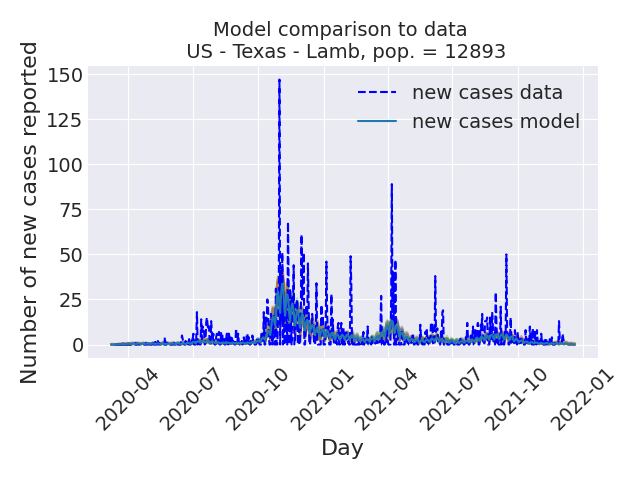 Model comparison to data
US - Texas - Lamb, pop. = 12893
Number of new cases reported
150
125
100
75
50
25
0
new cases data
new cases model
2020-04
2020-07
2020-10
2021-01
2021-04
2021-07
2021-10
2022-01
Day